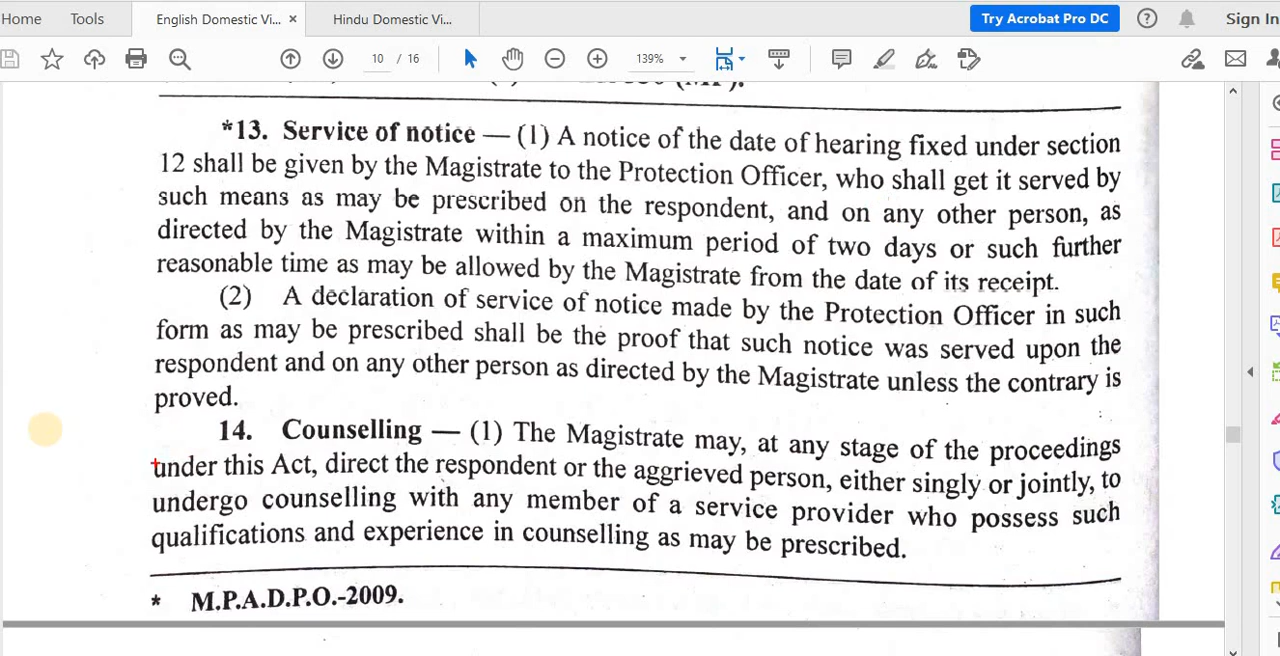 Home Tools English Domestic Vi... × Hindu Domestic Vi... Try Acrobat Pro DC ? Sign In
10 / 16 139%
*13. Service of notice — (1) A notice of the date of hearing fixed under section
12 shall be given by the Magistrate to the Protection Officer, who shall get it served by
such means as may be prescribed on the respondent, and on any other person, as
directed by the Magistrate within a maximum period of two days or such further
reasonable time as may be allowed by the Magistrate from the date of its receipt.
(2) A declaration of service of notice made by the Protection Officer in such
form as may be prescribed shall be the proof that such notice was served upon the
respondent and on any other person as directed by the Magistrate unless the contrary is
proved.
14. Counselling — (1) The Magistrate may, at any stage of the proceedings
under this Act, direct the respondent or the aggrieved person, either singly or jointly, to
undergo counselling with any member of a service provider who possess such
qualifications and experience in counselling as may be prescribed.
* M.P.A.D.P.O.-2009.